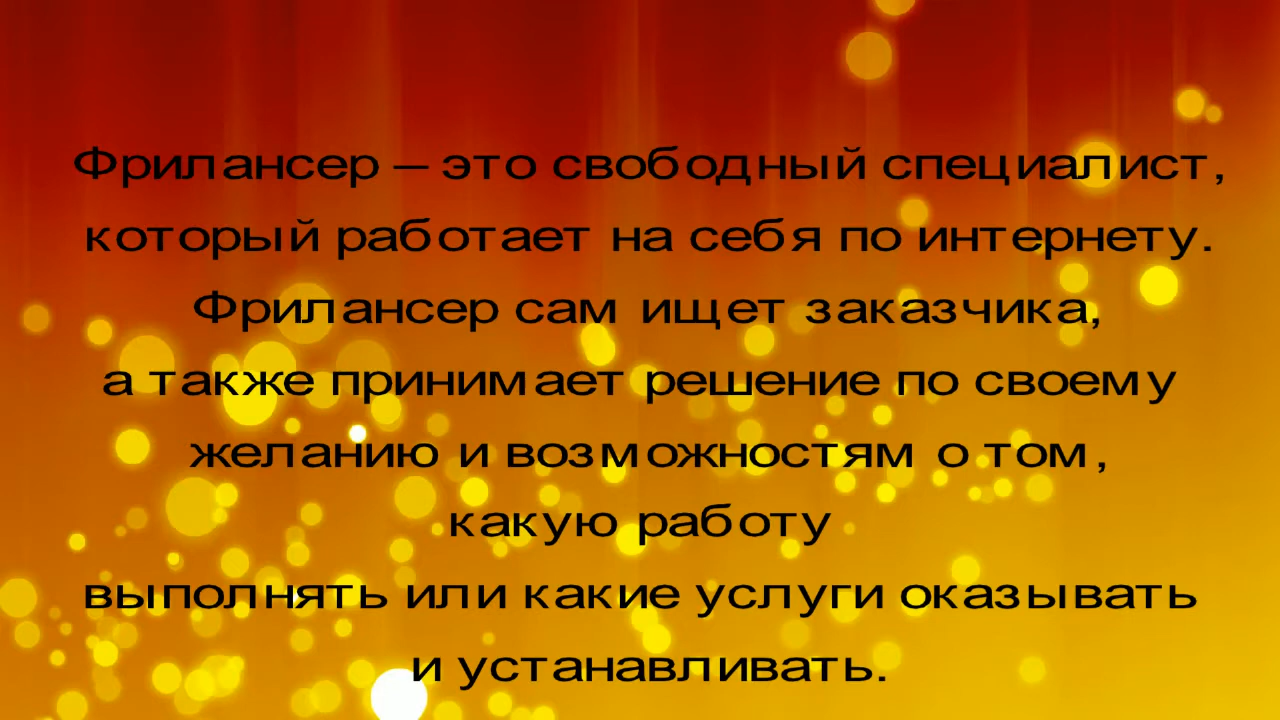 Фрилансер – это свободный специалист,
который работает на себя по интернету.
Фрилансер сам ищет заказчика,
а также принимает решение по своему
желанию и возможностям о том,
какую работу
выполнять или какие услуги оказывать
и устанавливать.